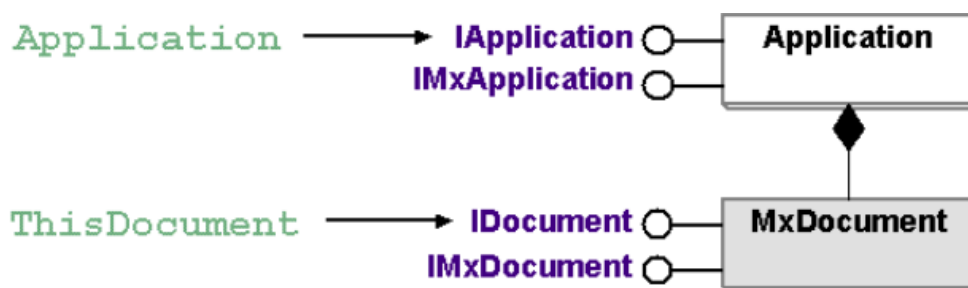 Application IApplication Application
IMxApplication
ThisDocument IDocument MxDocument
IMxDocument